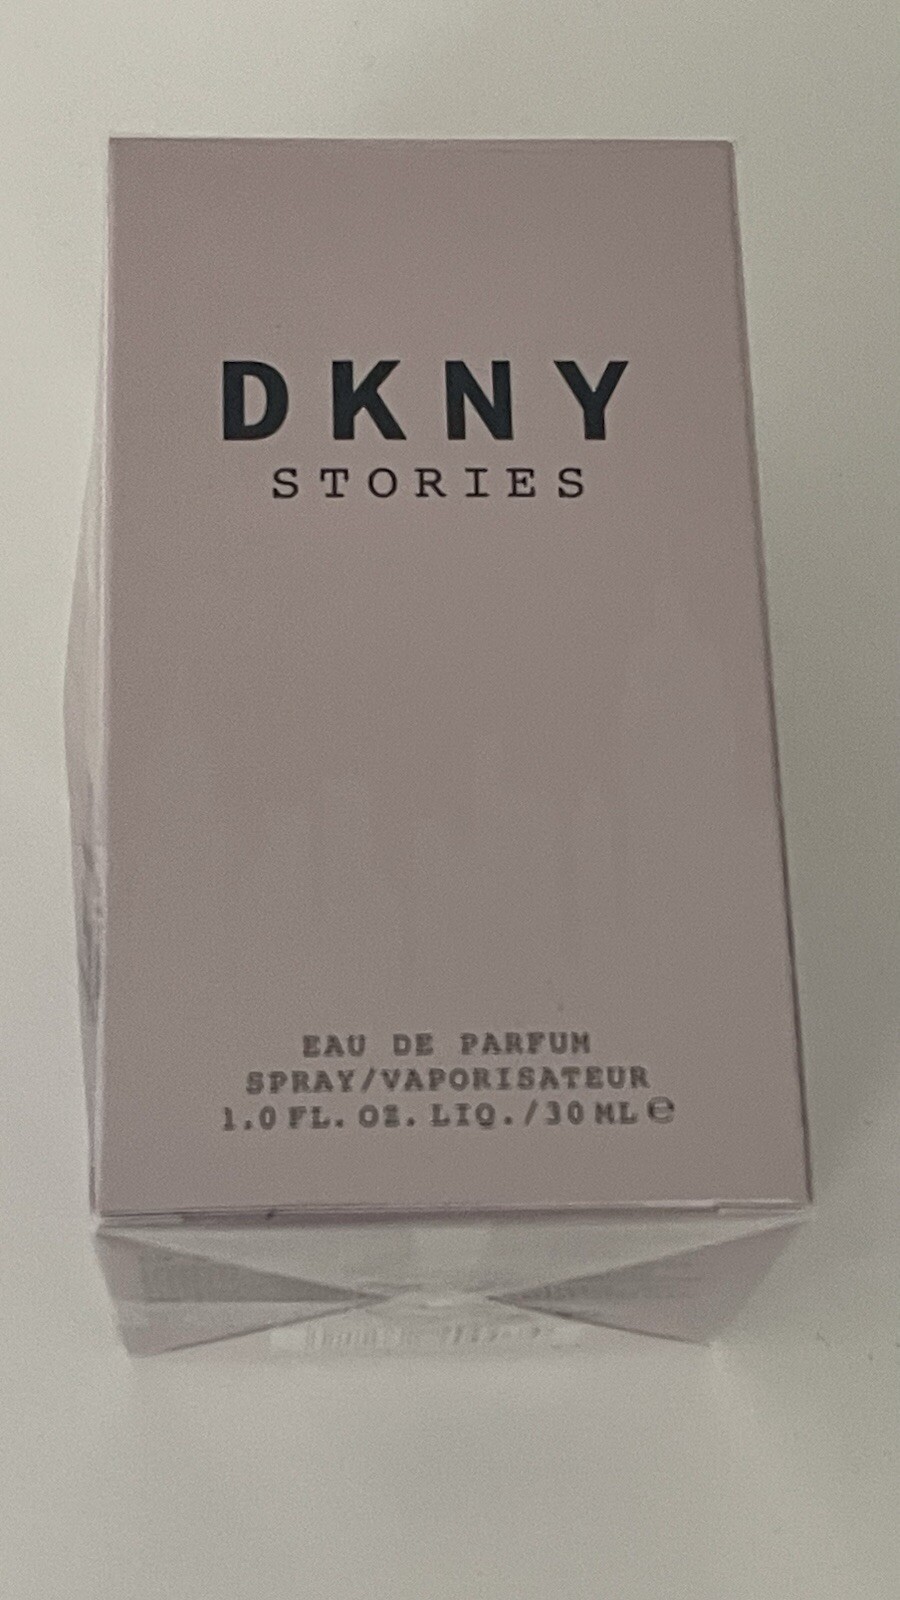 DKNY
STORIES
EAU DE PARFUM
SPRAY/VAPORISATEUR
1.0 FL. OZ. LIQ./30 ML ℮